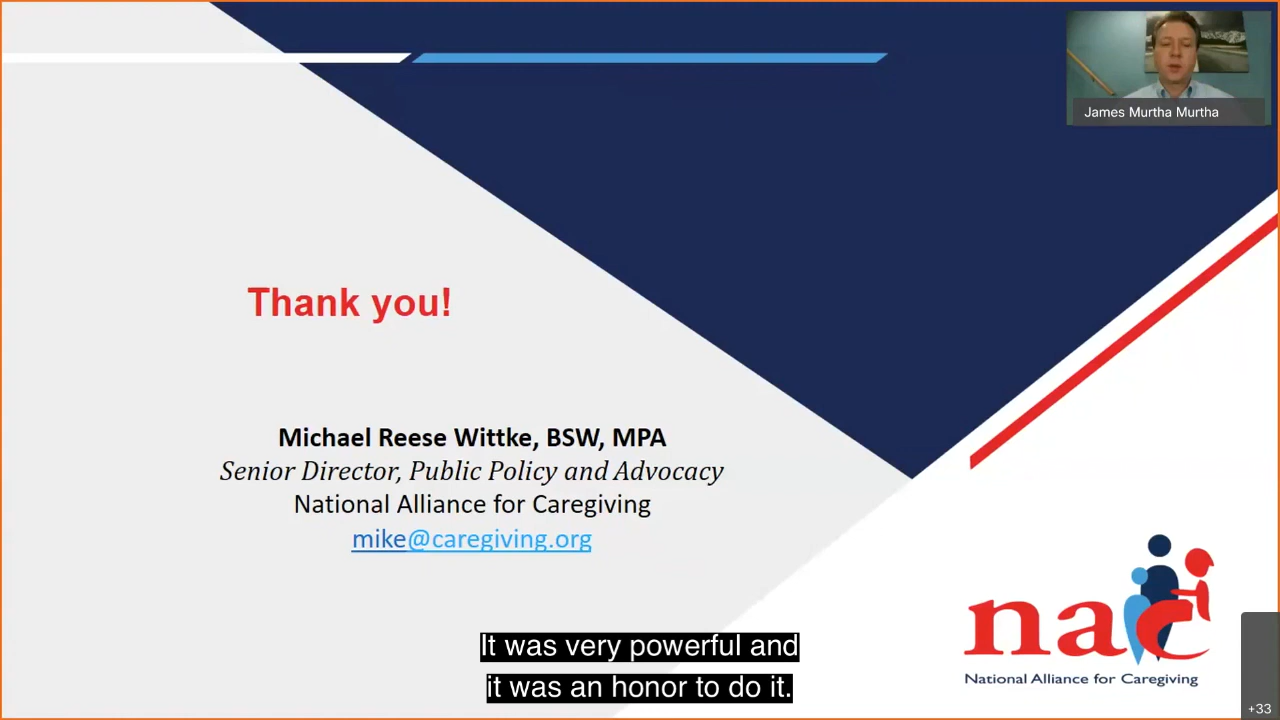 James Murtha Murtha
Thank you!
Michael Reese Wittke, BSW, MPA
Senior Director, Public Policy and Advocacy
National Alliance for Caregiving
mike@caregiving.org
nac
National Alliance for Caregiving
It was very powerful and
it was an honor to do it.
+33